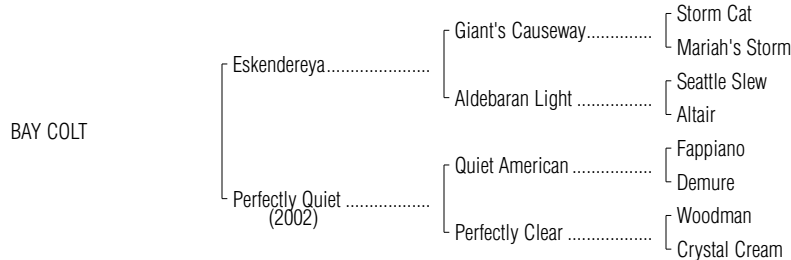 Storm Cat
Giant's Causeway..............
Mariah's Storm
Eskendereya......................
Seattle Slew
Aldebaran Light ................
Altair
BAY COLT
Fappiano
Quiet American .................
Demure
Perfectly Quiet ..................
(2002)
Woodman
Perfectly Clear ..................
Crystal Cream